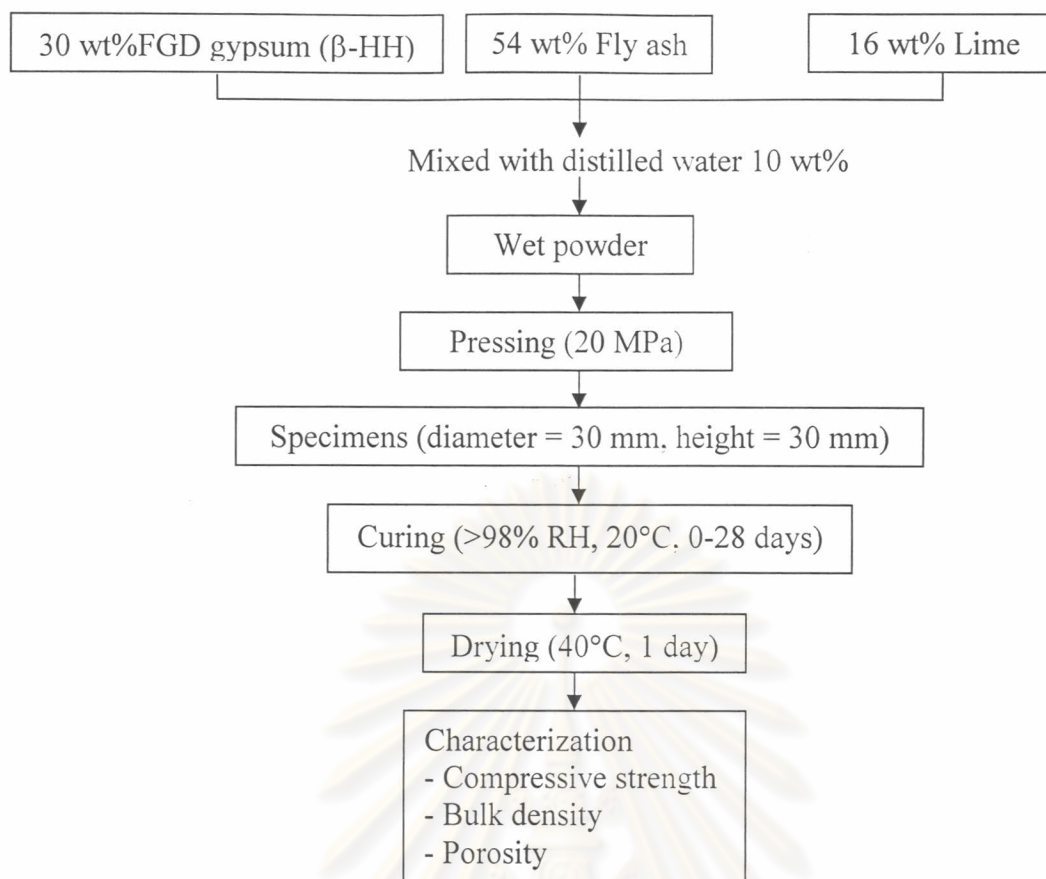 30 wt%FGD gypsum (β-HH)
54 wt% Fly ash
16 wt% Lime
Mixed with distilled water 10 wt%
Wet powder
Pressing (20 MPa)
Specimens (diameter = 30 mm, height = 30 mm)
Curing (>98% RH, 20°C, 0-28 days)
Drying (40°C, 1 day)
Characterization
- Compressive strength
- Bulk density
- Porosity